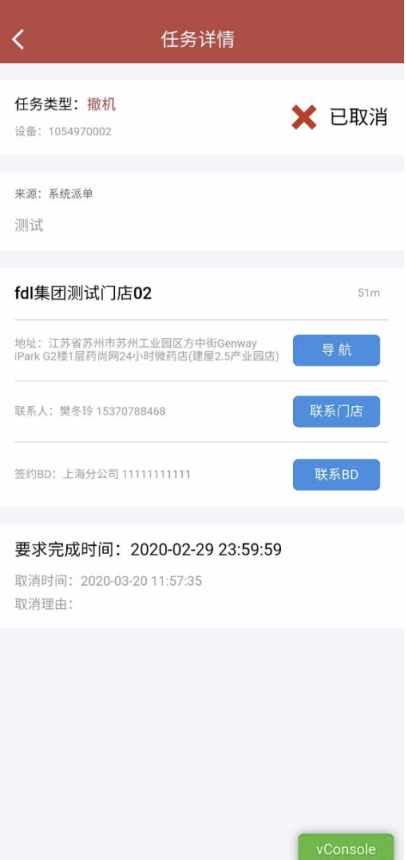 任务详情
任务类型：撤机
已取消
设备：1054970002
来源：系统派单
测试
fdl集团测试门店02
51m
地址：江苏省苏州市苏州工业园区方中街Genway
iPark G2楼1层药尚网24小时微药店(建屋2.5产业园店)
导航
联系人：樊冬玲 15370788468
联系门店
签约BD：上海分公司 11111111111
联系BD
要求完成时间：2020-02-29 23:59:59
取消时间：2020-03-20 11:57:35
取消理由：
vConsole